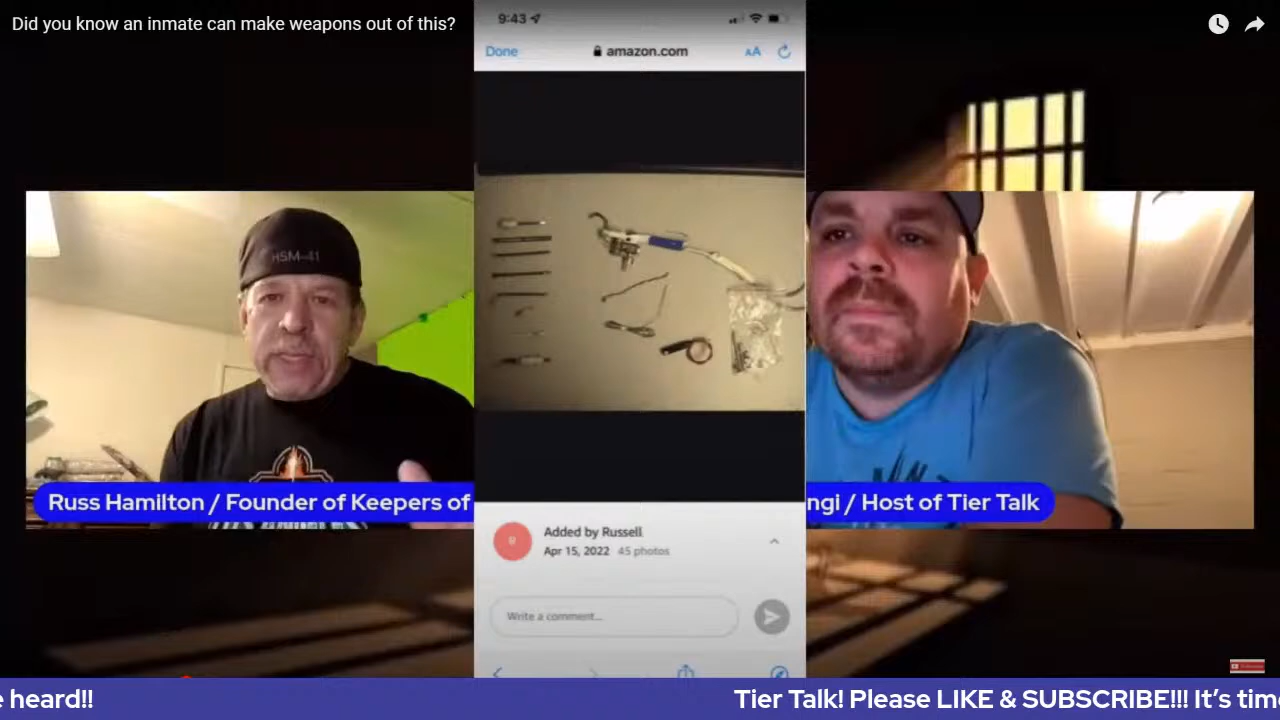 Did you know an inmate can make weapons out of this?
9:43
Done
amazon.com
AA
HSM-41
Russ Hamilton / Founder of Keepers of
ngi / Host of Tier Talk
Added by Russell
Apr 15, 2022 45 photos
Write a comment...
e heard!!
Tier Talk! Please LIKE & SUBSCRIBE!!! It's time